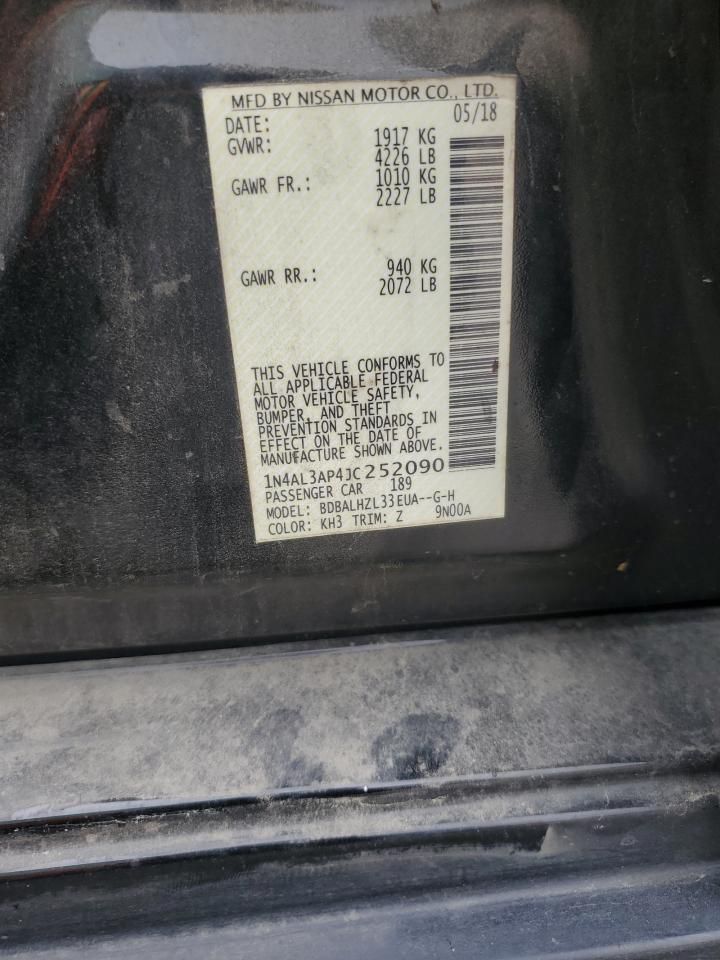 MFD BY NISSAN MOTOR CO., LTD.
DATE: 05/18
GVWR: 1917 KG
4226 LB
GAWR FR.: 1010 KG
2227 LB
GAWR RR.: 940 KG
2072 LB
THIS VEHICLE CONFORMS TO
ALL APPLICABLE FEDERAL
MOTOR VEHICLE SAFETY,
BUMPER, AND THEFT
PREVENTION STANDARDS IN
EFFECT ON THE DATE OF
MANUFACTURE SHOWN ABOVE.
1N4AL3AP4JC252090
PASSENGER CAR 189
MODEL: BDBALHZL33EUA--G-H
COLOR: KH3 TRIM: Z 9N00A